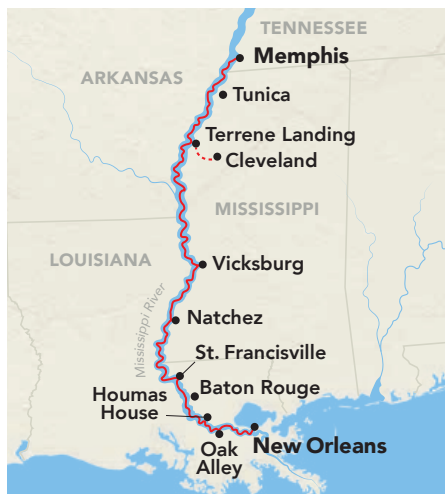 TENNESSEE
Memphis
ARKANSAS
Tunica
Terrene Landing
Cleveland
MISSISSIPPI
LOUISIANA
Vicksburg
Mississippi River
Natchez
St. Francisville
Baton Rouge
Houmas
House
Oak
Alley
New Orleans